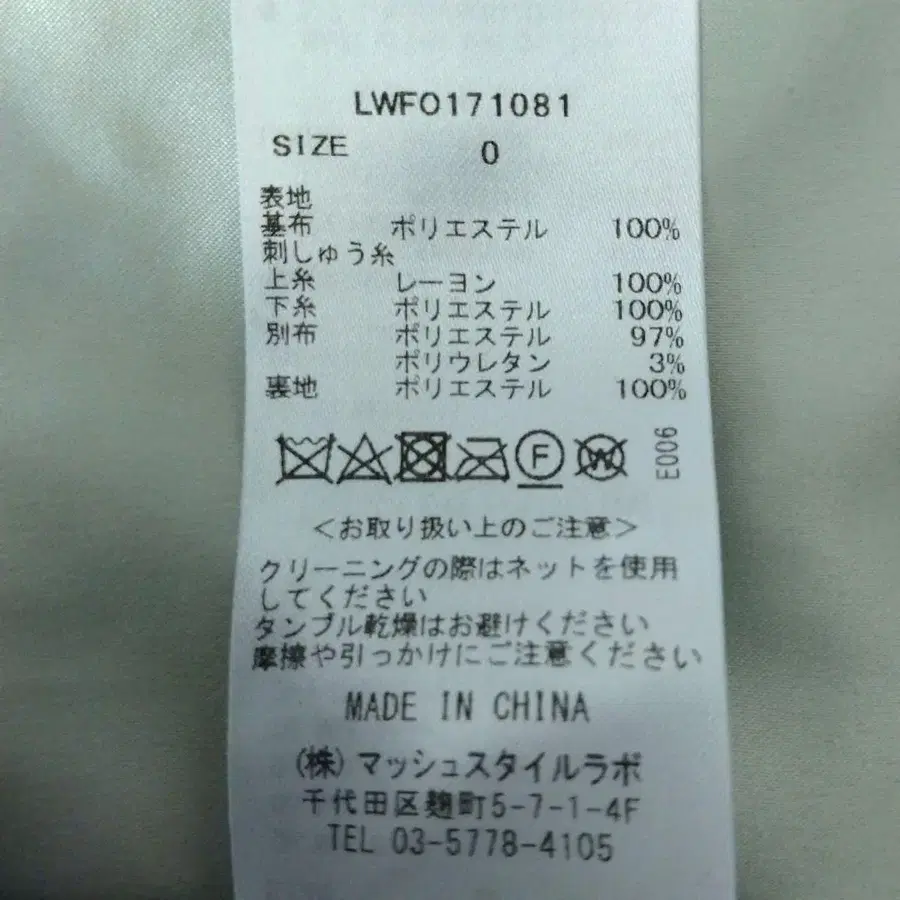 LWFO171081
SIZE 0
表地
基布 ポリエステル 100%
刺しゅう糸
上糸 レーヨン 100%
下糸 ポリエステル 100%
別布 ポリエステル 97%
ポリウレタン 3%
裏地 ポリエステル 100%
F W E006
＜お取り扱い上のご注意＞
クリーニングの際はネットを使用
してください
タンブル乾燥はお避けください
摩擦や引っかけにご注意ください
MADE IN CHINA
(株) マッシュスタイルラボ
千代田区麹町5-7-1-4F
TEL 03-5778-4105